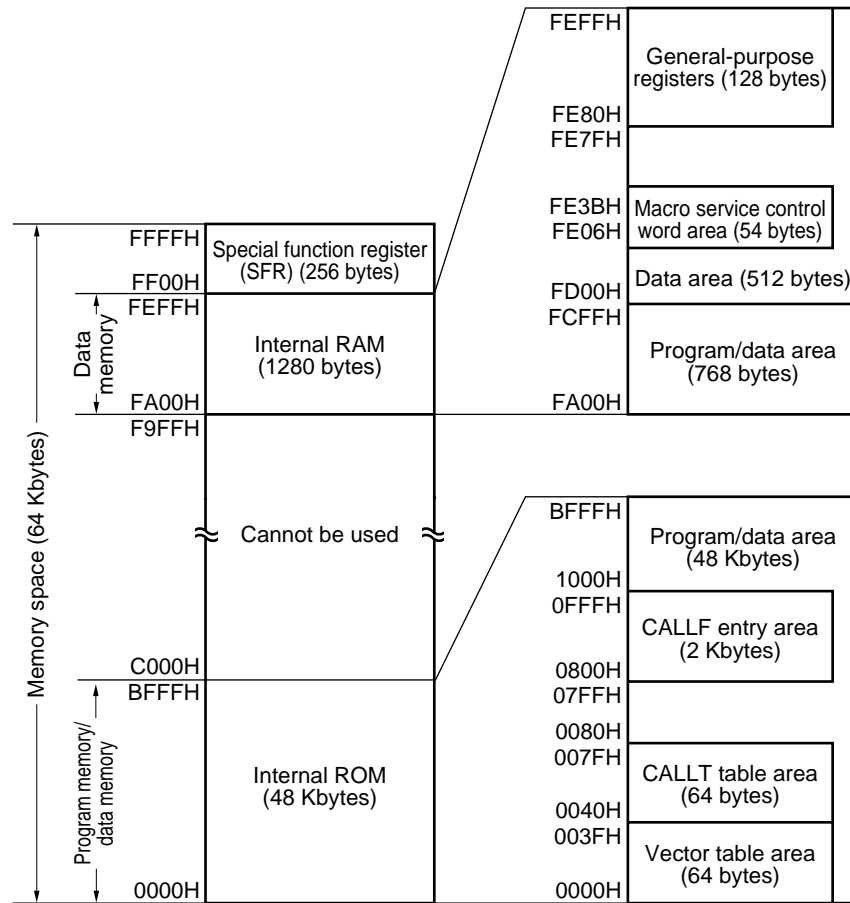 FEFFH
General-purpose
registers (128 bytes)
FE80H
FE7FH
FE3BH
Macro service control
FE06H
word area (54 bytes)
Data area (512 bytes)
FD00H
FCFFH
Program/data area
(768 bytes)
FA00H
Memory space (64 Kbytes)
FFFFH
Special function register
(SFR) (256 bytes)
FF00H
FEFFH
Data
memory
Internal RAM
(1280 bytes)
FA00H
F9FFH
Cannot be used
C000H
BFFFH
Program memory/
data memory
Internal ROM
(48 Kbytes)
0000H
BFFFH
Program/data area
(48 Kbytes)
1000H
0FFFH
CALLF entry area
(2 Kbytes)
0800H
07FFH
0080H
007FH
CALLT table area
(64 bytes)
0040H
003FH
Vector table area
(64 bytes)
0000H